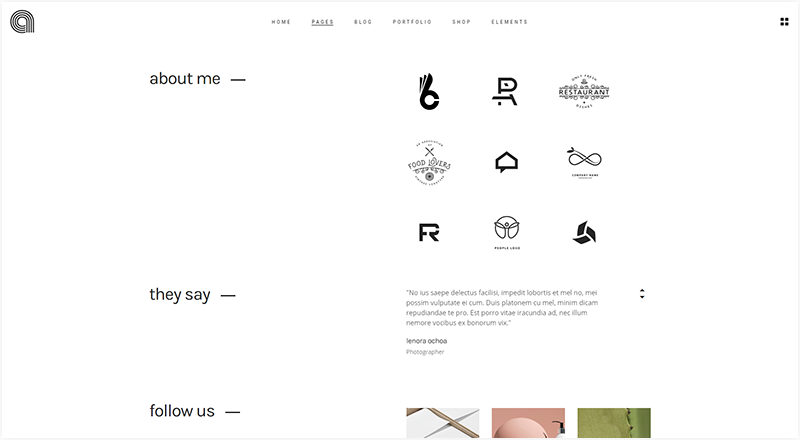 HOME PAGES BLOG PORTFOLIO SHOP ELEMENTS
about me —
ONLY FRESH
RESTAURANT
DISHES
FOOD LOVERS
COMPANY NAME
PEOPLE LOGO
they say —
"No ius saepe delectus facilisi, impedit lobortis et mel no, mei
possim vulputate ei cum. Duis platonem cu mel, minim dicam
repudiandae te pro. Est porro vitae iracundia ad, nec illum
nemore vocibus ex bonorum vix."
lenora ochoa
Photographer
follow us —